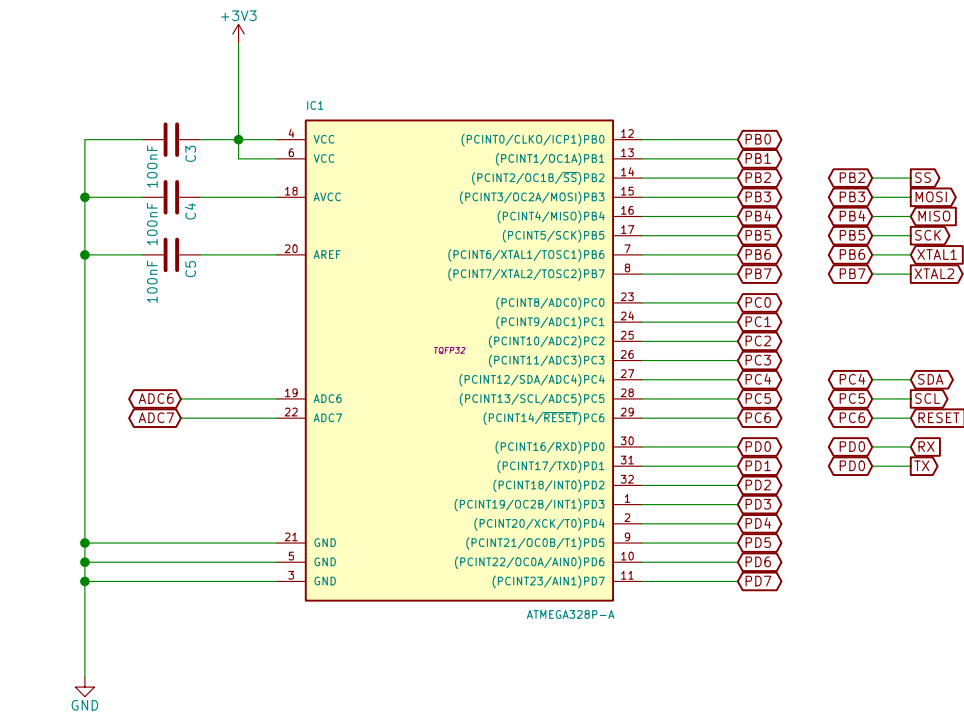 +3V3
IC1
4 VCC (PCINT0/CLKO/ICP1)PB0 12 PB0
6 VCC (PCINT1/OC1A)PB1 13 PB1
100nF C3
(PCINT2/OC1B/SS)PB2 14 PB2 PB2 SS
18 AVCC (PCINT3/OC2A/MOSI)PB3 15 PB3 PB3 MOSI
100nF C4
(PCINT4/MISO)PB4 16 PB4 PB4 MISO
(PCINT5/SCK)PB5 17 PB5 PB5 SCK
20 AREF (PCINT6/XTAL1/TOSC1)PB6 7 PB6 PB6 XTAL1
100nF C5
(PCINT7/XTAL2/TOSC2)PB7 8 PB7 PB7 XTAL2
(PCINT8/ADC0)PC0 23 PC0
(PCINT9/ADC1)PC1 24 PC1
(PCINT10/ADC2)PC2 25 PC2
TQFP32
(PCINT11/ADC3)PC3 26 PC3
(PCINT12/SDA/ADC4)PC4 27 PC4 PC4 SDA
ADC6 19 ADC6 (PCINT13/SCL/ADC5)PC5 28 PC5 PC5 SCL
ADC7 22 ADC7 (PCINT14/RESET)PC6 29 PC6 PC6 RESET
(PCINT16/RXD)PD0 30 PD0 PD0 RX
(PCINT17/TXD)PD1 31 PD1 PD0 TX
(PCINT18/INT0)PD2 32 PD2
(PCINT19/OC2B/INT1)PD3 1 PD3
(PCINT20/XCK/T0)PD4 2 PD4
21 GND (PCINT21/OC0B/T1)PD5 9 PD5
5 GND (PCINT22/OC0A/AIN0)PD6 10 PD6
3 GND (PCINT23/AIN1)PD7 11 PD7
ATMEGA328P-A
GND